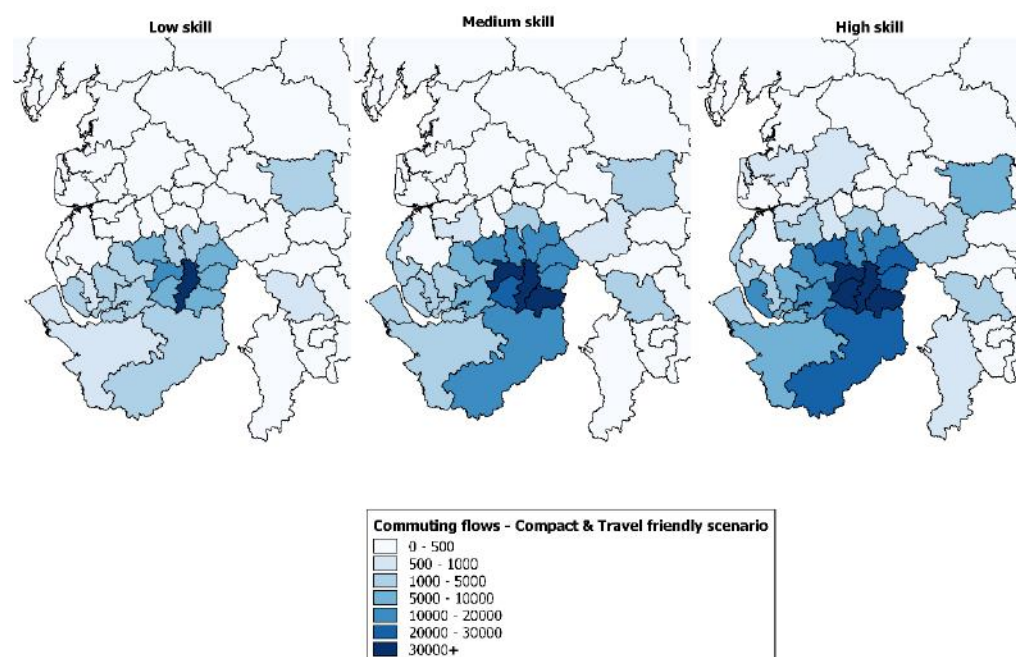 Low skill
Medium skill
High skill
Commuting flows - Compact & Travel friendly scenario
0 - 500
500 - 1000
1000 - 5000
5000 - 10000
10000 - 20000
20000 - 30000
30000+